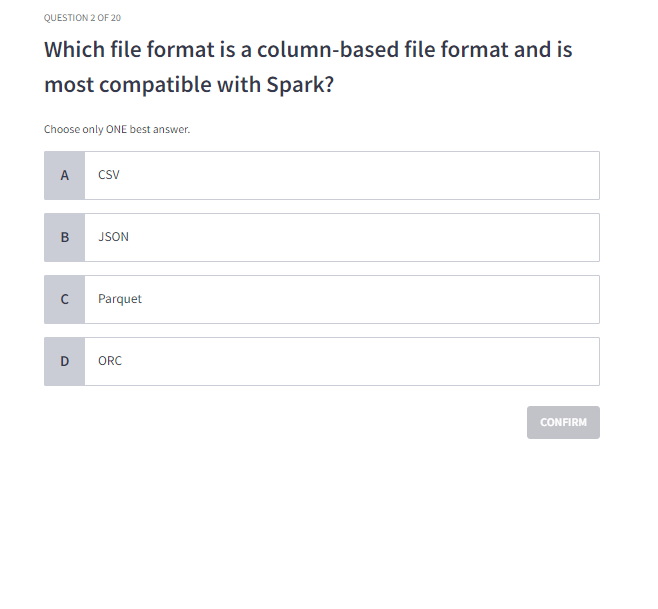 QUESTION 2 OF 20
Which file format is a column-based file format and is
most compatible with Spark?
Choose only ONE best answer.
A CSV
B JSON
C Parquet
D ORC
CONFIRM